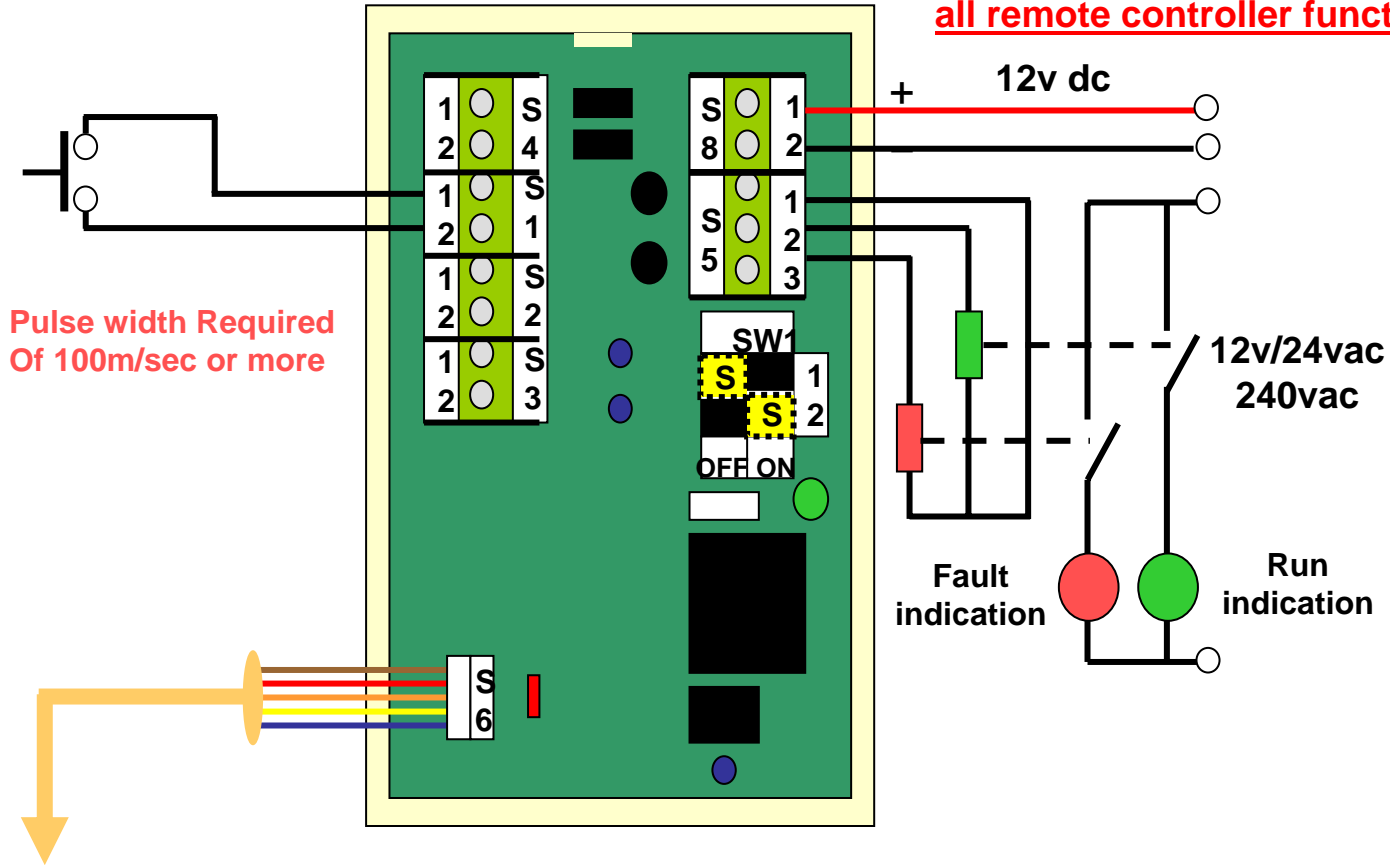 all remote controller funct
12v dc
+
–
1 S
2 4
1 S
2 1
1 S
2 2
1 S
2 3
S 1
8 2
1
S 2
5 3
Pulse width Required
Of 100m/sec or more
SW1
S 1
S 2
OFF ON
12v/24vac
240vac
Fault
indication
Run
indication
S
6